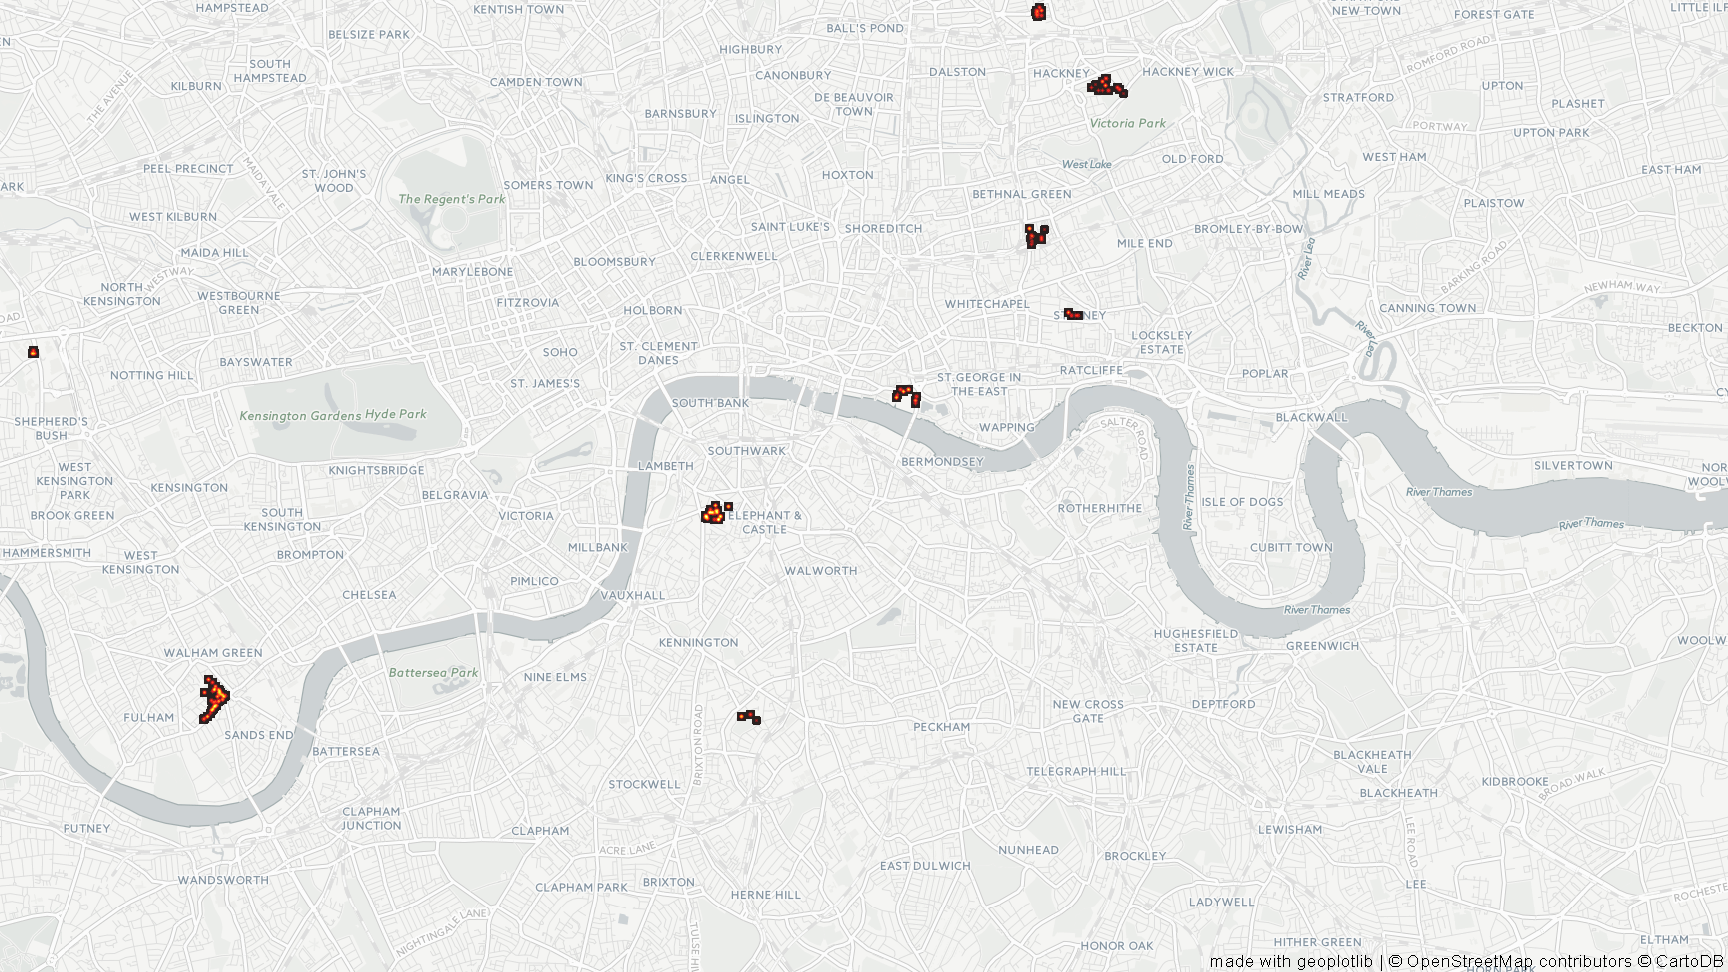 KENTISH TOWN
STRATFORD
NEW TOWN
LITTLE ILF
FOREST GATE
BELSIZE PARK
BALL'S POND
HIGHBURY
ROMFORD ROAD
SOUTH
HAMPSTEAD
CANONBURY
DALSTON
HACKNEY
HACKNEY WICK
THE AVENUE
KILBURN
CAMDEN TOWN
UPTON
DE BEAUVOIR
TOWN
STRATFORD
PLASHET
BARNSBURY
ISLINGTON
Victoria Park
PORTWAY
UPTON PARK
PEEL PRECINCT
MAIDA VALE
WEST HAM
OLD FORD
West Lake
ST. JOHN'S
WOOD
SOMERS TOWN
KING'S CROSS
ANGEL
HOXTON
EAST HAM
ARK
The Regent's Park
BETHNAL GREEN
MILL MEADS
PLAISTOW
WEST KILBURN
SAINT LUKE'S
SHOREDITCH
BROMLEY-BY-BOW
MAIDA HILL
MILE END
River Lea
BARKING ROAD
CLERKENWELL
BLOOMSBURY
MARYLEBONE
WESTWAY
NORTH
KENSINGTON
WESTBOURNE
GREEN
FITZROVIA
HOLBORN
WHITECHAPEL
NEWHAM WAY
CANNING TOWN
ROAD
BECKTON
LOCKSLEY
ESTATE
River Lea
ST. CLEMENT
DANES
SOHO
BAYSWATER
NOTTING HILL
ST. JAMES'S
ST.GEORGE IN
THE-EAST
RATCLIFFE
POPLAR
Kensington Gardens
Hyde Park
SOUTH BANK
BLACKWALL
SHEPHERD'S
BUSH
WAPPING
SALTER ROAD
SOUTHWARK
BERMONDSEY
KNIGHTSBRIDGE
LAMBETH
SILVERTOWN
WEST
KENSINGTON
PARK
KENSINGTON
BELGRAVIA
River Thames
River Thames
ISLE OF DOGS
ROTHERHITHE
BROOK GREEN
SOUTH
KENSINGTON
VICTORIA
ELEPHANT &
CASTLE
River Thames
HAMMERSMITH
WEST
KENSINGTON
BROMPTON
MILLBANK
CUBITT TOWN
WALWORTH
PIMLICO
CHELSEA
VAUXHALL
River Thames
HUGHESFIELD
ESTATE
GREENWICH
WOOLW
WALHAM GREEN
KENNINGTON
Battersea Park
NINE ELMS
NEW CROSS
GATE
DEPTFORD
FULHAM
SANDS END
BRIXTON ROAD
PECKHAM
BATTERSEA
BLACKHEATH
VALE
TELEGRAPH HILL
STOCKWELL
KIDBROOKE
BROAD WALK
BLACKHEATH
CLAPHAM
JUNCTION
PUTNEY
CLAPHAM
LEWISHAM
LEE ROAD
ACRE LANE
NUNHEAD
BROCKLEY
EAST DULWICH
WANDSWORTH
CLAPHAM PARK
BRIXTON
HERNE HILL
LEE
ROCHESTE
LADYWELL
NIGHTINGALE LANE
TULSE HI
HONOR OAK
HITHER GREEN
ELTHAM
made with geoplotlib | © OpenStreetMap contributors © CartoDB